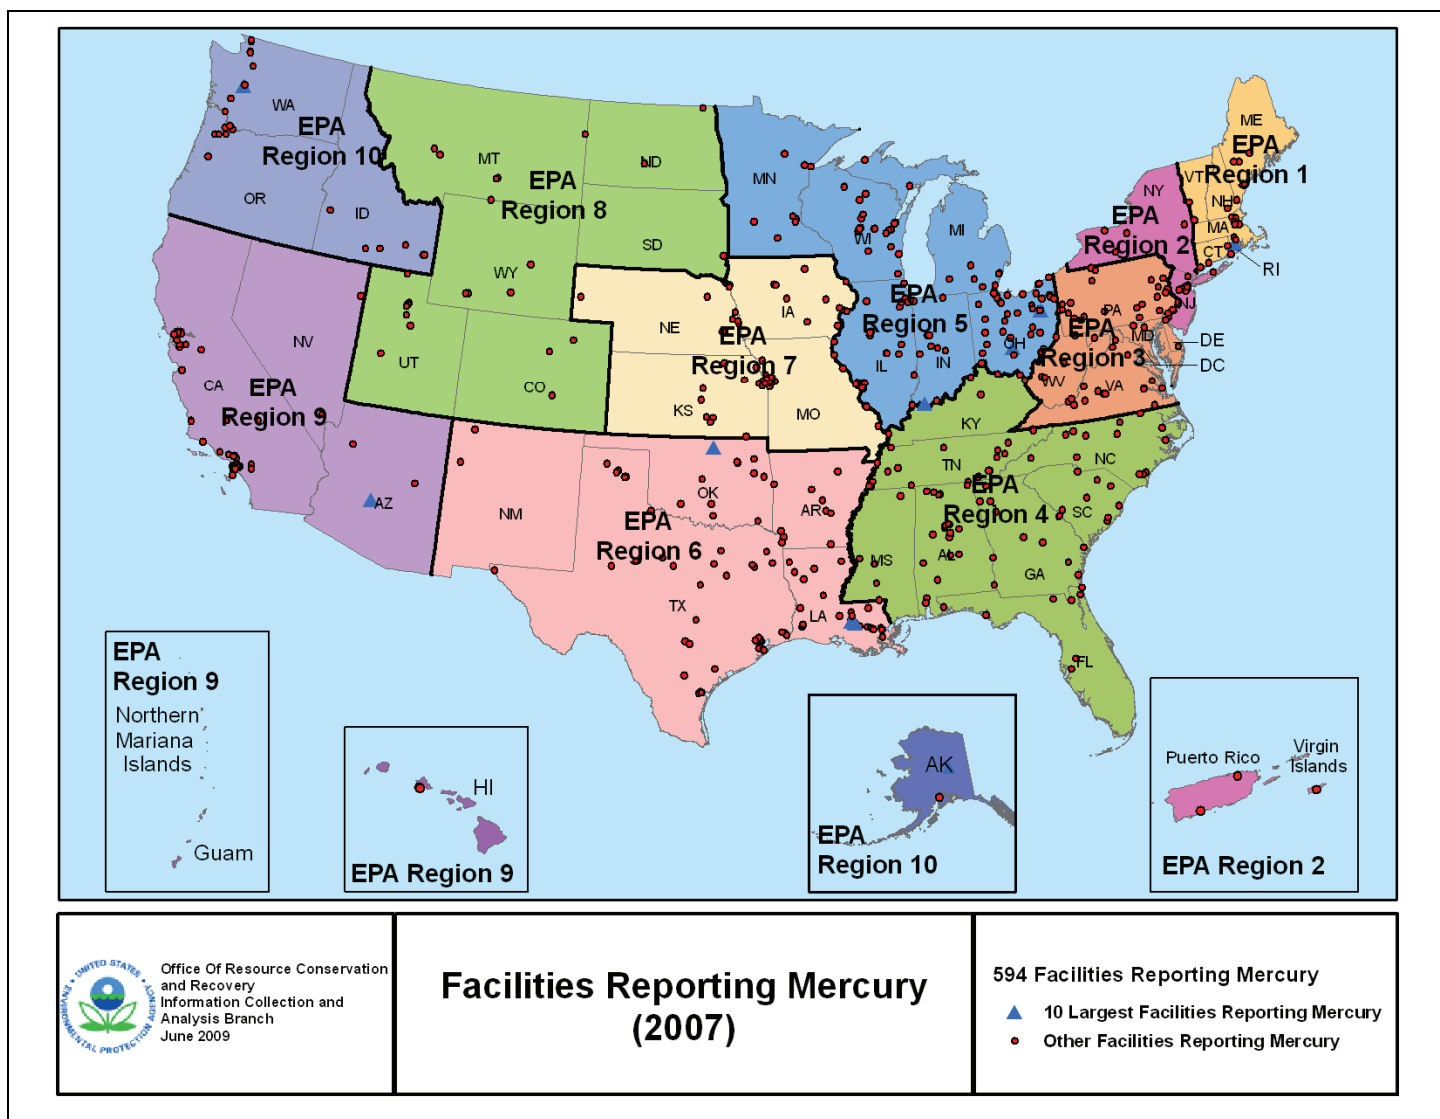 WA
EPA
Region 10
OR
ID
MT
ND
EPA
Region 8
SD
WY
UT
CO
NV
CA
EPA
Region 9
AZ
MN
WI
MI
EPA
Region 5
IL
IN
OH
NE
IA
EPA
Region 7
KS
MO
ME
EPA
Region 1
VT
NH
MA
CT
RI
NY
EPA
Region 2
NJ
PA
EPA
Region 3
MD
DE
DC
WV
VA
KY
TN
NC
EPA
Region 4
SC
MS
AL
GA
FL
NM
OK
AR
EPA
Region 6
TX
LA
EPA
Region 9
Northern
Mariana
Islands
Guam
HI
EPA Region 9
AK
EPA
Region 10
Puerto Rico
Virgin
Islands
EPA Region 2
UNITED STATES
ENVIRONMENTAL PROTECTION AGENCY
Office Of Resource Conservation
and Recovery
Information Collection and
Analysis Branch
June 2009
Facilities Reporting Mercury
(2007)
594 Facilities Reporting Mercury
10 Largest Facilities Reporting Mercury
Other Facilities Reporting Mercury